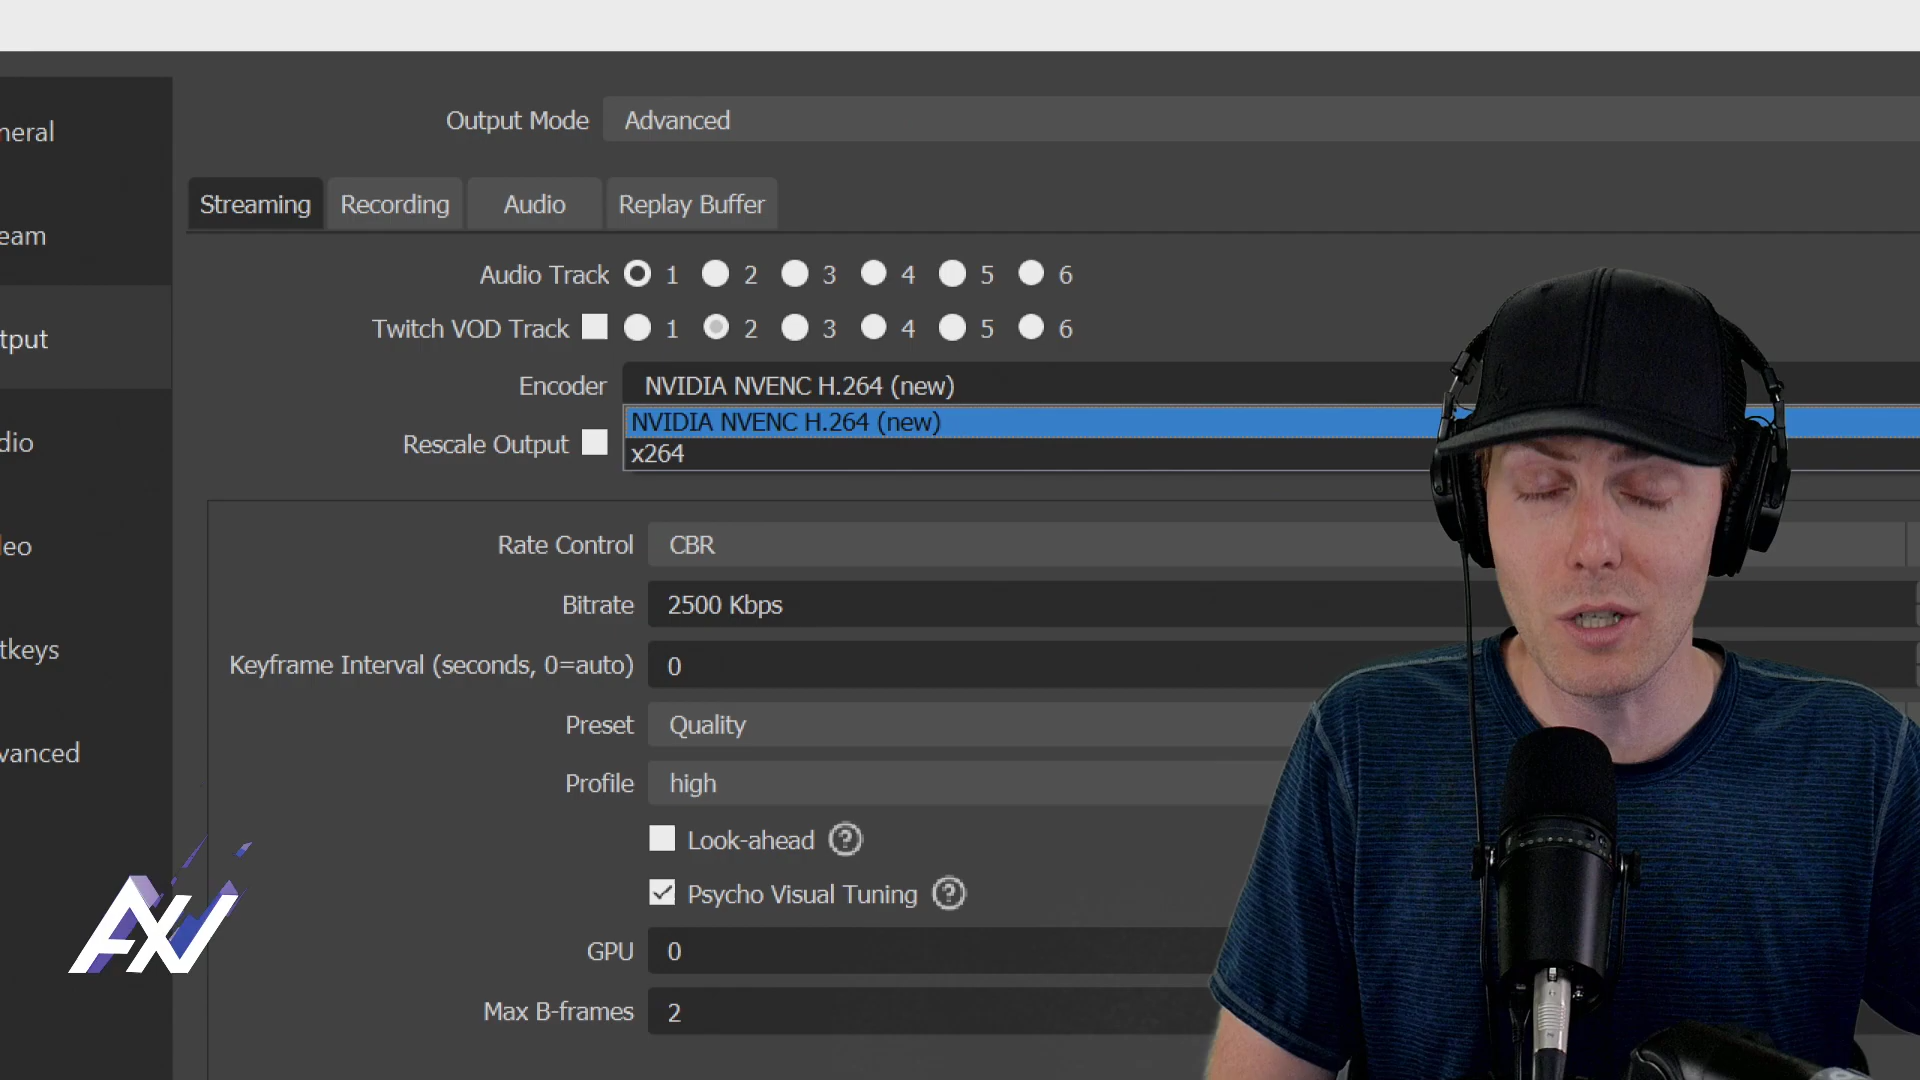 Output Mode Advanced
Streaming Recording Audio Replay Buffer
Audio Track 1 2 3 4 5 6
Twitch VOD Track 1 2 3 4 5 6
Encoder NVIDIA NVENC H.264 (new)
NVIDIA NVENC H.264 (new)
Rescale Output
x264
Rate Control CBR
Bitrate 2500 Kbps
Keyframe Interval (seconds, 0=auto) 0
Preset Quality
Profile high
Look-ahead ?
Psycho Visual Tuning ?
GPU 0
Max B-frames 2
neral
eam
tput
dio
leo
tkeys
vanced